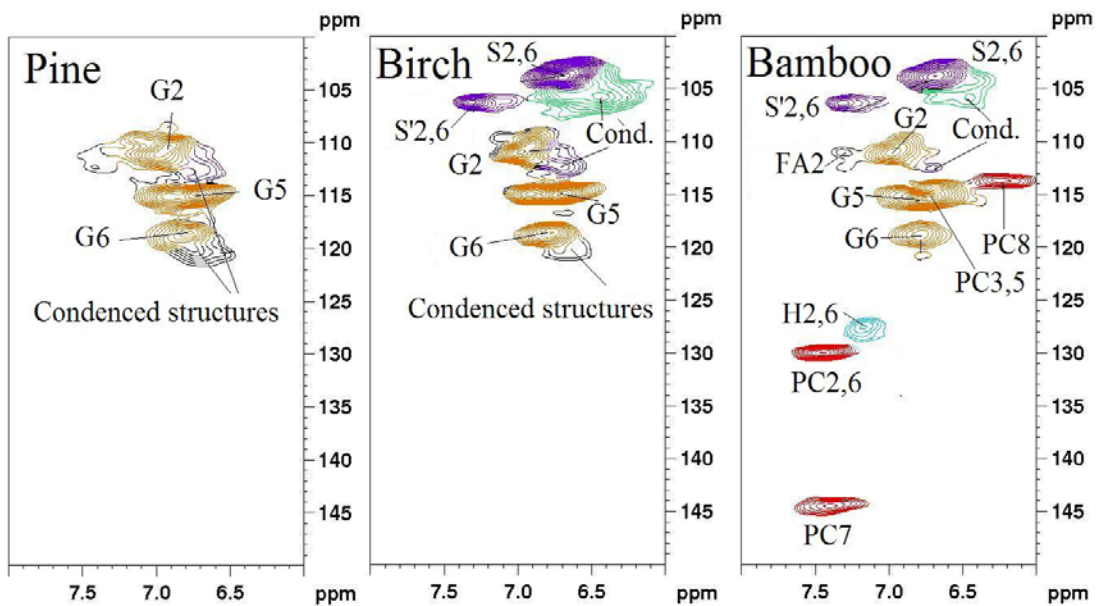 ppm
Pine
G2
G5
G6
Condenced structures
110
115
120
125
130
135
140
145
7.0
6.5
ppm
ppm
Birch
S2,6
S'2,6
Cond.
G2
G5
G6
Condenced structures
105
110
115
120
125
130
135
140
145
7.5
7.0
6.5
ppm
ppm
Bamboo
S2,6
S'2,6
G2
Cond.
FA2
G5
PC8
G6
PC3,5
H2,6
PC2,6
PC7
105
110
115
120
125
130
135
140
145
7.5
7.0
6.5
ppm
105
7.5